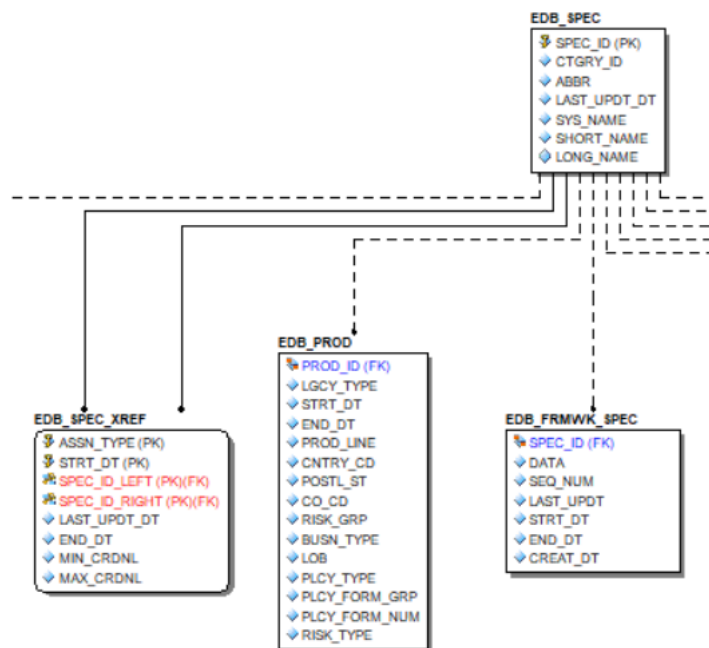 EDB_$PEC
SPEC_ID (PK)
CTGRY_ID
ABBR
LAST_UPDT_DT
SYS_NAME
SHORT_NAME
LONG_NAME
EDB_$PEC_XREF
ASSN_TYPE (PK)
STRT_DT (PK)
SPEC_ID_LEFT (PK)(FK)
SPEC_ID_RIGHT (PK)(FK)
LAST_UPDT_DT
END_DT
MIN_CRDNL
MAX_CRDNL
EDB_PROD
PROD_ID (FK)
LGCY_TYPE
STRT_DT
END_DT
PROD_LINE
CNTRY_CD
POSTL_ST
CO_CD
RISK_GRP
BUSN_TYPE
LOB
PLCY_TYPE
PLCY_FORM_GRP
PLCY_FORM_NUM
RISK_TYPE
EDB_FRMWK_$PEC
SPEC_ID (FK)
DATA
SEQ_NUM
LAST_UPDT
STRT_DT
END_DT
CREAT_DT